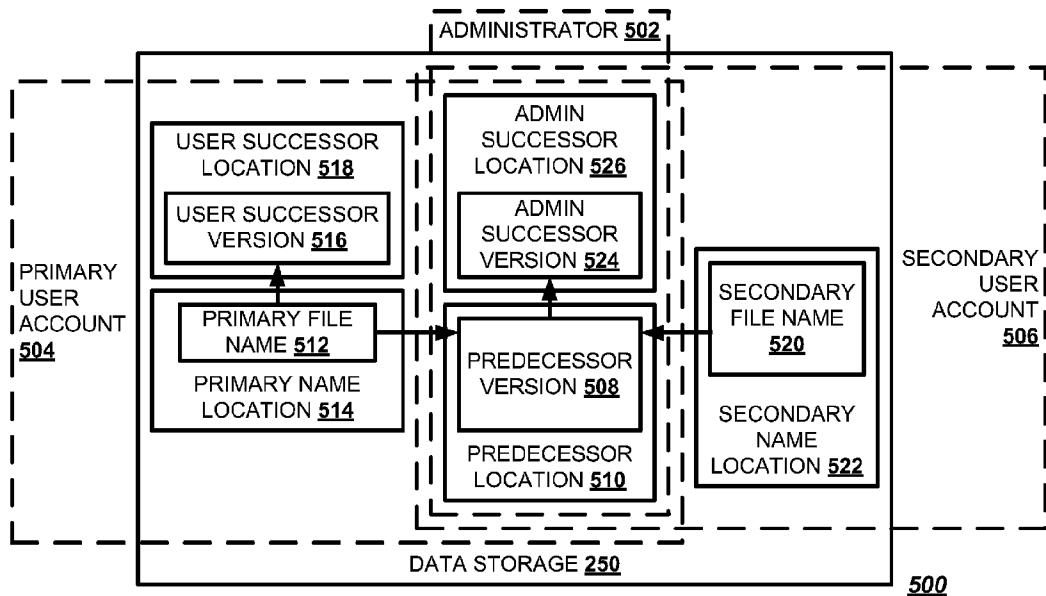 ADMINISTRATOR 502
USER SUCCESSOR
LOCATION 518
USER SUCCESSOR
VERSION 516
ADMIN
SUCCESSOR
LOCATION 526
ADMIN
SUCCESSOR
VERSION 524
PRIMARY
USER
ACCOUNT
504
PRIMARY FILE
NAME 512
PRIMARY NAME
LOCATION 514
PREDECESSOR
VERSION 508
PREDECESSOR
LOCATION 510
SECONDARY
FILE NAME
520
SECONDARY
NAME
LOCATION 522
SECONDARY
USER
ACCOUNT
506
DATA STORAGE 250
500